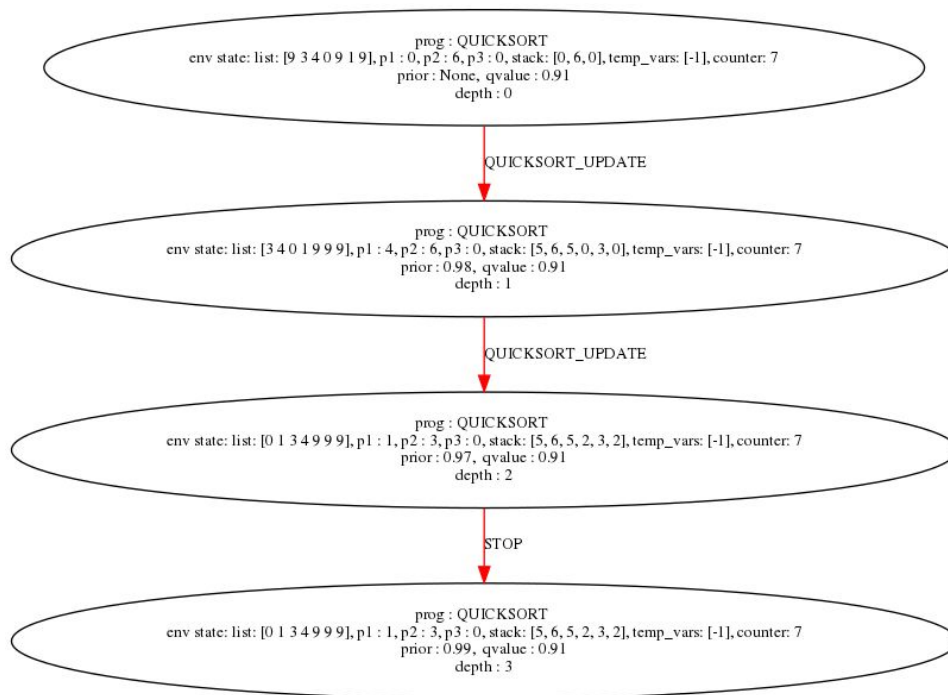 prog : QUICKSORT
env state: list: [9 3 4 0 9 1 9], p1 : 0, p2 : 6, p3 : 0, stack: [0, 6, 0], temp_vars: [-1], counter: 7
prior : None, qvalue : 0.91
depth : 0
QUICKSORT_UPDATE
prog : QUICKSORT
env state: list: [3 4 0 1 9 9 9], p1 : 4, p2 : 6, p3 : 0, stack: [5, 6, 5, 0, 3, 0], temp_vars: [-1], counter: 7
prior : 0.98, qvalue : 0.91
depth : 1
QUICKSORT_UPDATE
prog : QUICKSORT
env state: list: [0 1 3 4 9 9 9], p1 : 1, p2 : 3, p3 : 0, stack: [5, 6, 5, 2, 3, 2], temp_vars: [-1], counter: 7
prior : 0.97, qvalue : 0.91
depth : 2
STOP
prog : QUICKSORT
env state: list: [0 1 3 4 9 9 9], p1 : 1, p2 : 3, p3 : 0, stack: [5, 6, 5, 2, 3, 2], temp_vars: [-1], counter: 7
prior : 0.99, qvalue : 0.91
depth : 3